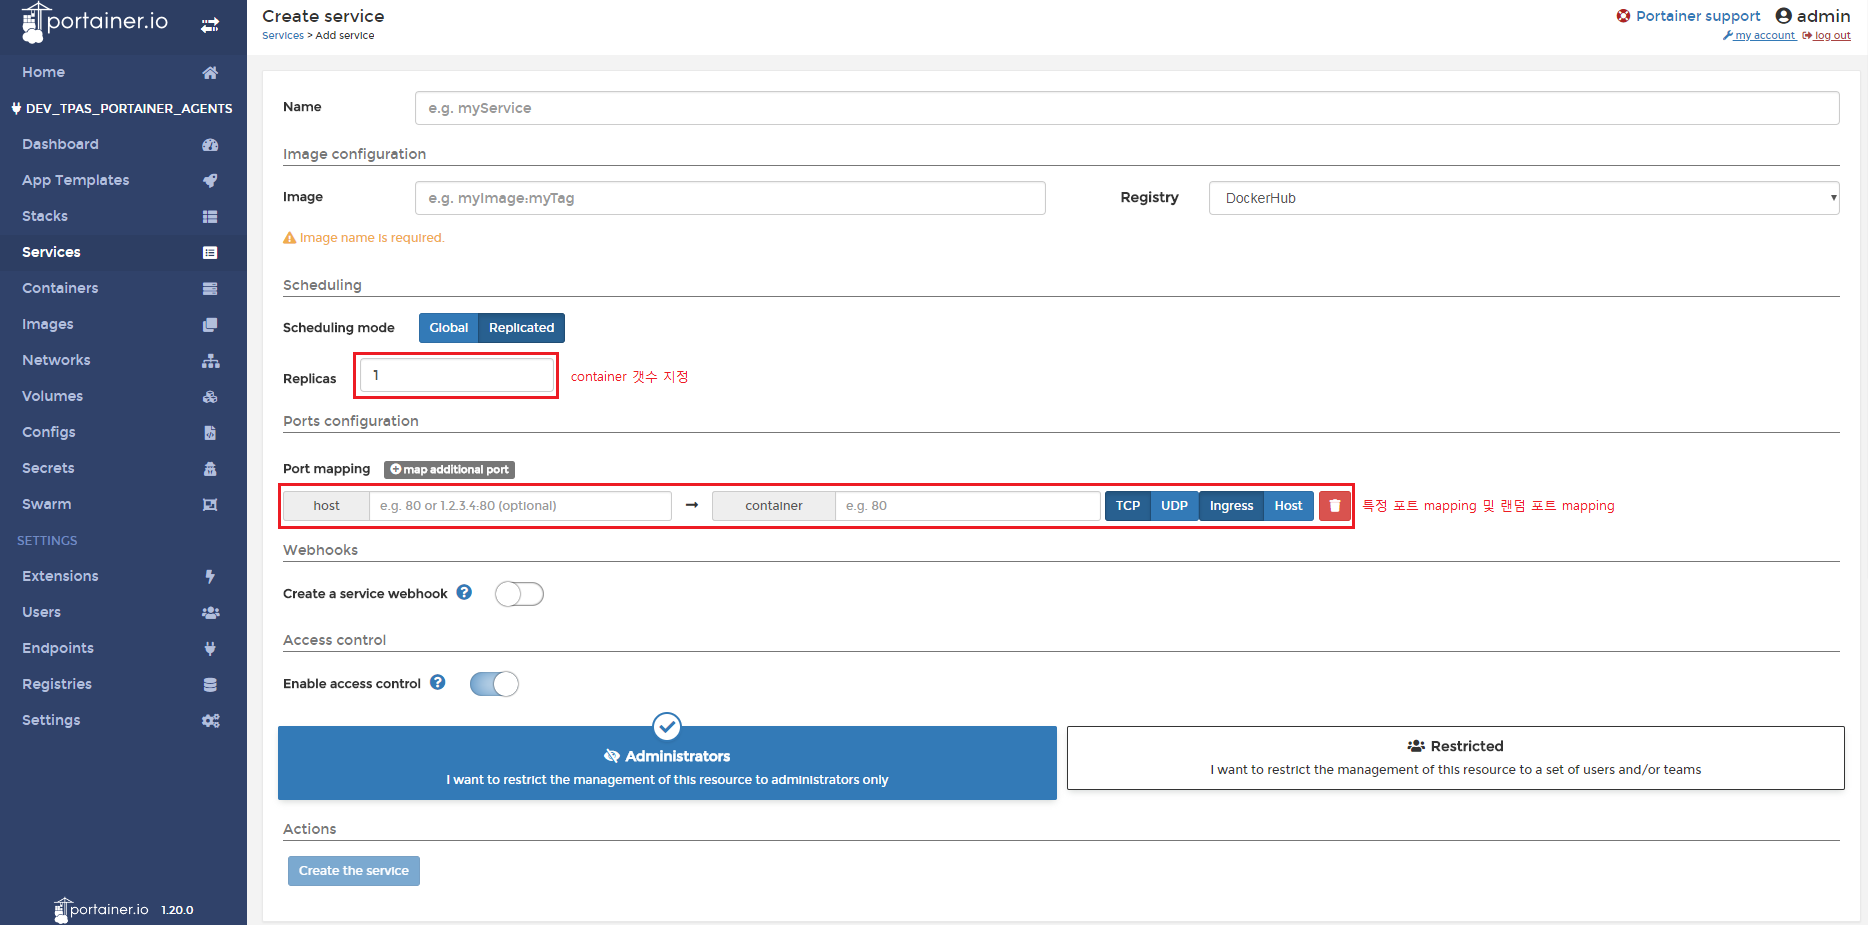 portainer.io
Home
DEV_TPAS_PORTAINER_AGENTS
Dashboard
App Templates
Stacks
Services
Containers
Images
Networks
Volumes
Configs
Secrets
Swarm
SETTINGS
Extensions
Users
Endpoints
Registries
Settings
portainer.io 1.20.0
Create service
Services > Add service
Portainer support admin
my account log out
Name e.g. myService
Image configuration
Image e.g. myImage:myTag Registry DockerHub
Image name is required.
Scheduling
Scheduling mode Global Replicated
Replicas 1 container 갯수 지정
Ports configuration
Port mapping map additional port
host e.g. 80 or 1.2.3.4:80 (optional) → container e.g. 80 TCP UDP Ingress Host 특정 포트 mapping 및 랜덤 포트 mapping
Webhooks
Create a service webhook
Access control
Enable access control
Administrators
I want to restrict the management of this resource to administrators only
Restricted
I want to restrict the management of this resource to a set of users and/or teams
Actions
Create the service